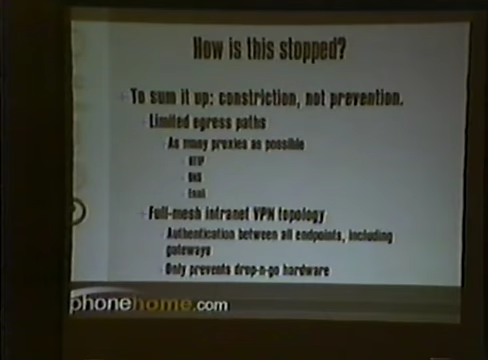 How is this stopped?
To sum it up: constriction, not prevention.
Limited egress paths
As many proxies as possible
HTTP
DNS
Email
Full-mesh intranet VPN topology
Authentication between all endpoints, including
gateways
Only prevents drop-n-go hardware
phonehome.com